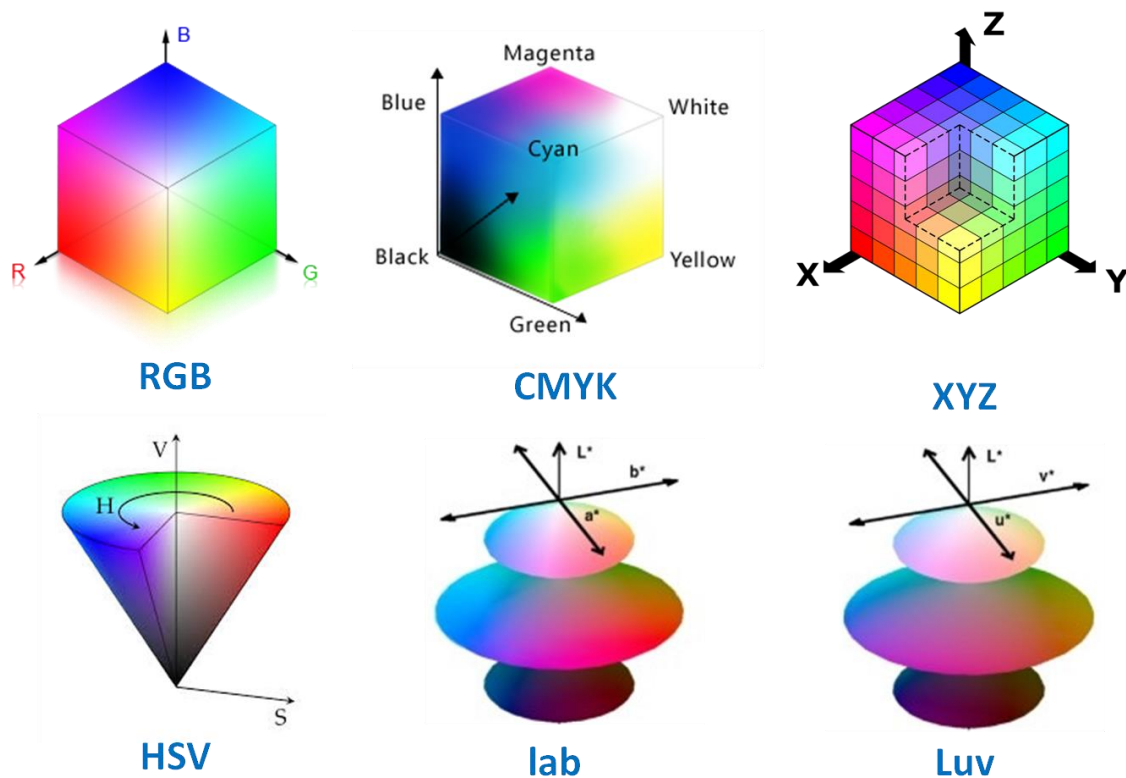 B
R
G
RGB
Magenta
Blue
White
Cyan
Black
Yellow
Green
CMYK
Z
X
Y
XYZ
V
H
S
HSV
L*
b*
a*
lab
L*
v*
u*
Luv